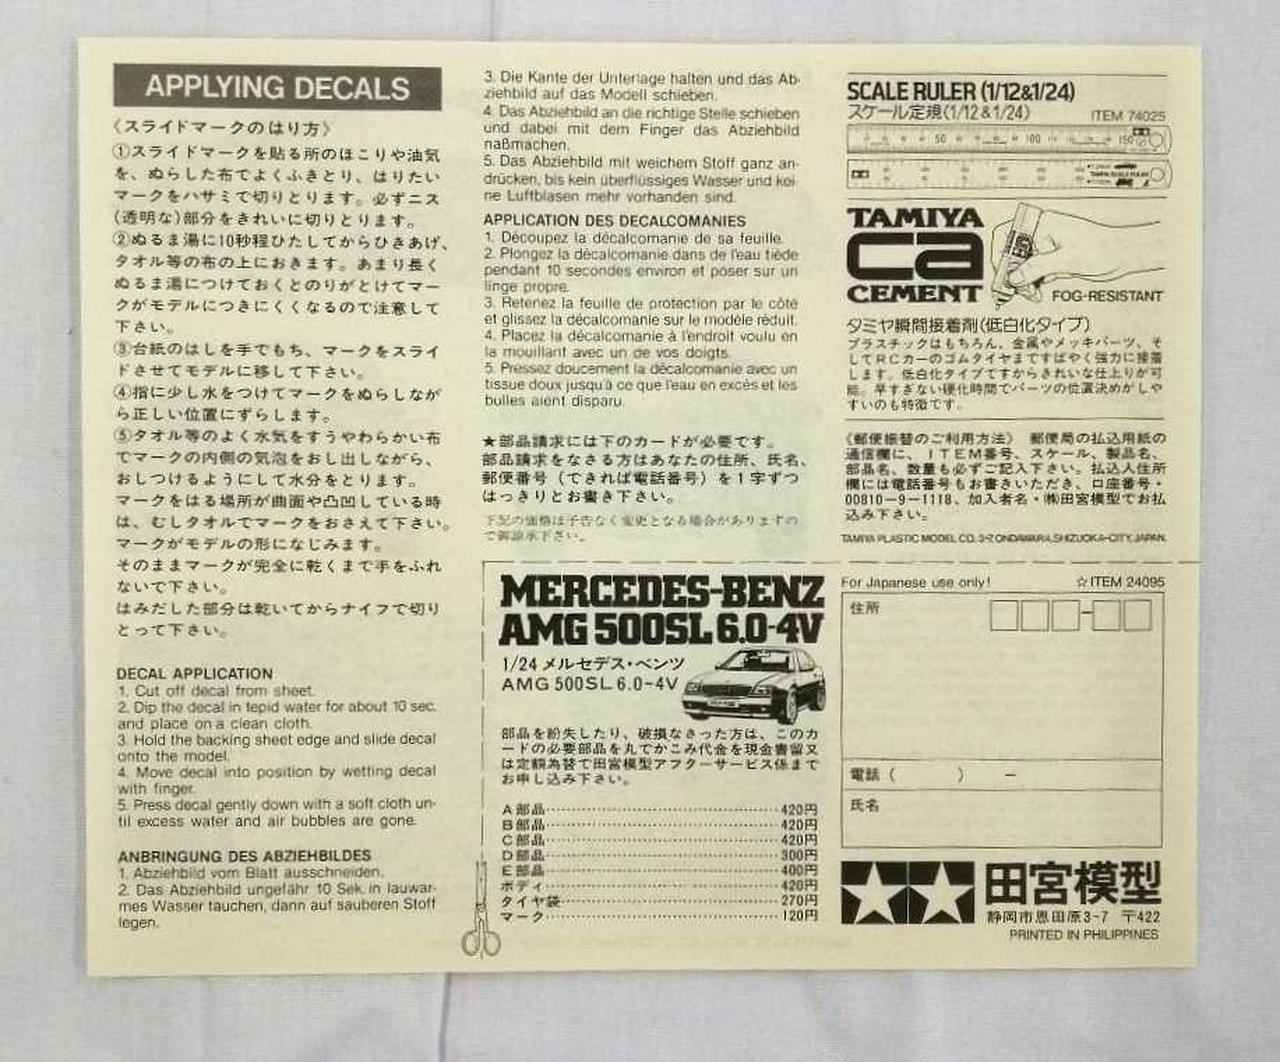 APPLYING DECALS
《スライドマークのはり方》
①スライドマークを貼る所のほこりや油気
を、ぬらした布でよくふきとり、はりたい
マークをハサミで切りとります。必ずニス
(透明な)部分をきれいに切りとります。
②ぬるま湯に10秒程ひたしてからひきあげ、
タオル等の布の上におきます。あまり長く
ぬるま湯につけておくとのりがとけてマー
クがモデルにつきにくくなるので注意して
下さい。
③台紙のはしを手でもち、マークをスライ
ドさせてモデルに移して下さい。
④指に少し水をつけてマークをぬらしなが
ら正しい位置にずらします。
⑤タオル等のよく水気をすうやわらかい布
でマークの内側の気泡をおし出しながら、
おしつけるようにして水分をとります。
マークをはる場所が曲面や凸凹している時
は、むしタオルでマークをおさえて下さい。
マークがモデルの形になじみます。
そのままマークが完全に乾くまで手をふれ
ないで下さい。
はみだした部分は乾いてからナイフで切り
とって下さい。
DECAL APPLICATION
1. Cut off decal from sheet.
2. Dip the decal in tepid water for about 10 sec.
and place on a clean cloth.
3. Hold the backing sheet edge and slide decal
onto the model.
4. Move decal into position by wetting decal
with finger.
5. Press decal gently down with a soft cloth un-
til excess water and air bubbles are gone.
ANBRINGUNG DES ABZIEHBILDES
1. Abziehbild vom Blatt ausschneiden.
2. Das Abziehbild ungefähr 10 Sek. in lauwar-
mes Wasser tauchen, dann auf sauberen Stoff
legen.
3. Die Kante der Unterlage halten und das Ab-
ziehbild auf das Modell schieben.
4. Das Abziehbild an die richtige Stelle schieben
und dabei mit dem Finger das Abziehbild
naßmachen.
5. Das Abziehbild mit weichem Stoff ganz an-
drücken, bis kein überflüssiges Wasser und kei-
ne Luftblasen mehr vorhanden sind.
APPLICATION DES DECALCOMANIES
1. Découpez la décalcomanie de sa feuille.
2. Plongez la décalcomanie dans de l'eau tiède
pendant 10 secondes environ et poser sur un
linge propre.
3. Retenez la feuille de protection par le côté
et glissez la décalcomanie sur le modèle réduit.
4. Placez la décalcomanie à l'endroit voulu en
la mouillant avec un de vos doigts.
5. Pressez doucement la décalcomanie avec un
tissue doux jusqu'à ce que l'eau en excés et les
bulles aient disparu.
★部品請求には下のカードが必要です。
部品請求をなさる方はあなたの住所、氏名、
郵便番号(できれば電話番号)を1字ずつ
はっきりとお書き下さい。
下記の価格は予告なく変更となる場合がありますの
で御諒承下さい。
SCALE RULER (1/12&1/24)
スケール定規(1/12&1/24)
ITEM 74025
50 100 150
TAMIYA
Ca
CEMENT
FOG-RESISTANT
タミヤ瞬間接着剤(低白化タイプ)
プラスチックはもちろん、金属やメッキパーツ、そ
してRCカーのゴムタイヤまですばやく強力に接着
します。低白化タイプですからきれいな仕上りが可
能。早すぎない硬化時間でパーツの位置決めがしや
すいのも特徴です。
《郵便振替のご利用方法》 郵便局の払込用紙の
通信欄に、ITEM番号、スケール、製品名、
部品名、数量も必ずご記入下さい。払込人住所
欄には電話番号もお書きいただき、口座番号・
00810-9-1118、加入者名・㈱田宮模型でお払
込み下さい。
TAMIYA PLASTIC MODEL CO. 3-7, ONDAWARA, SHIZUOKA-CITY, JAPAN.
MERCEDES-BENZ
AMG 500SL 6.0-4V
1/24 メルセデス・ベンツ
AMG 500SL 6.0-4V
部品を紛失したり、破損なさった方は、このカ
ードの必要部品を丸でかこみ代金を現金書留又
は定額為替で田宮模型アフターサービス係まで
お申し込み下さい。
A部品……420円
B部品……420円
C部品……420円
D部品……300円
E部品……400円
ボディ……420円
タイヤ袋……270円
マーク……120円
For Japanese use only!
☆ITEM 24095
住所
電話( ) −
氏名
田宮模型
静岡市恩田原3-7 〒422
PRINTED IN PHILIPPINES